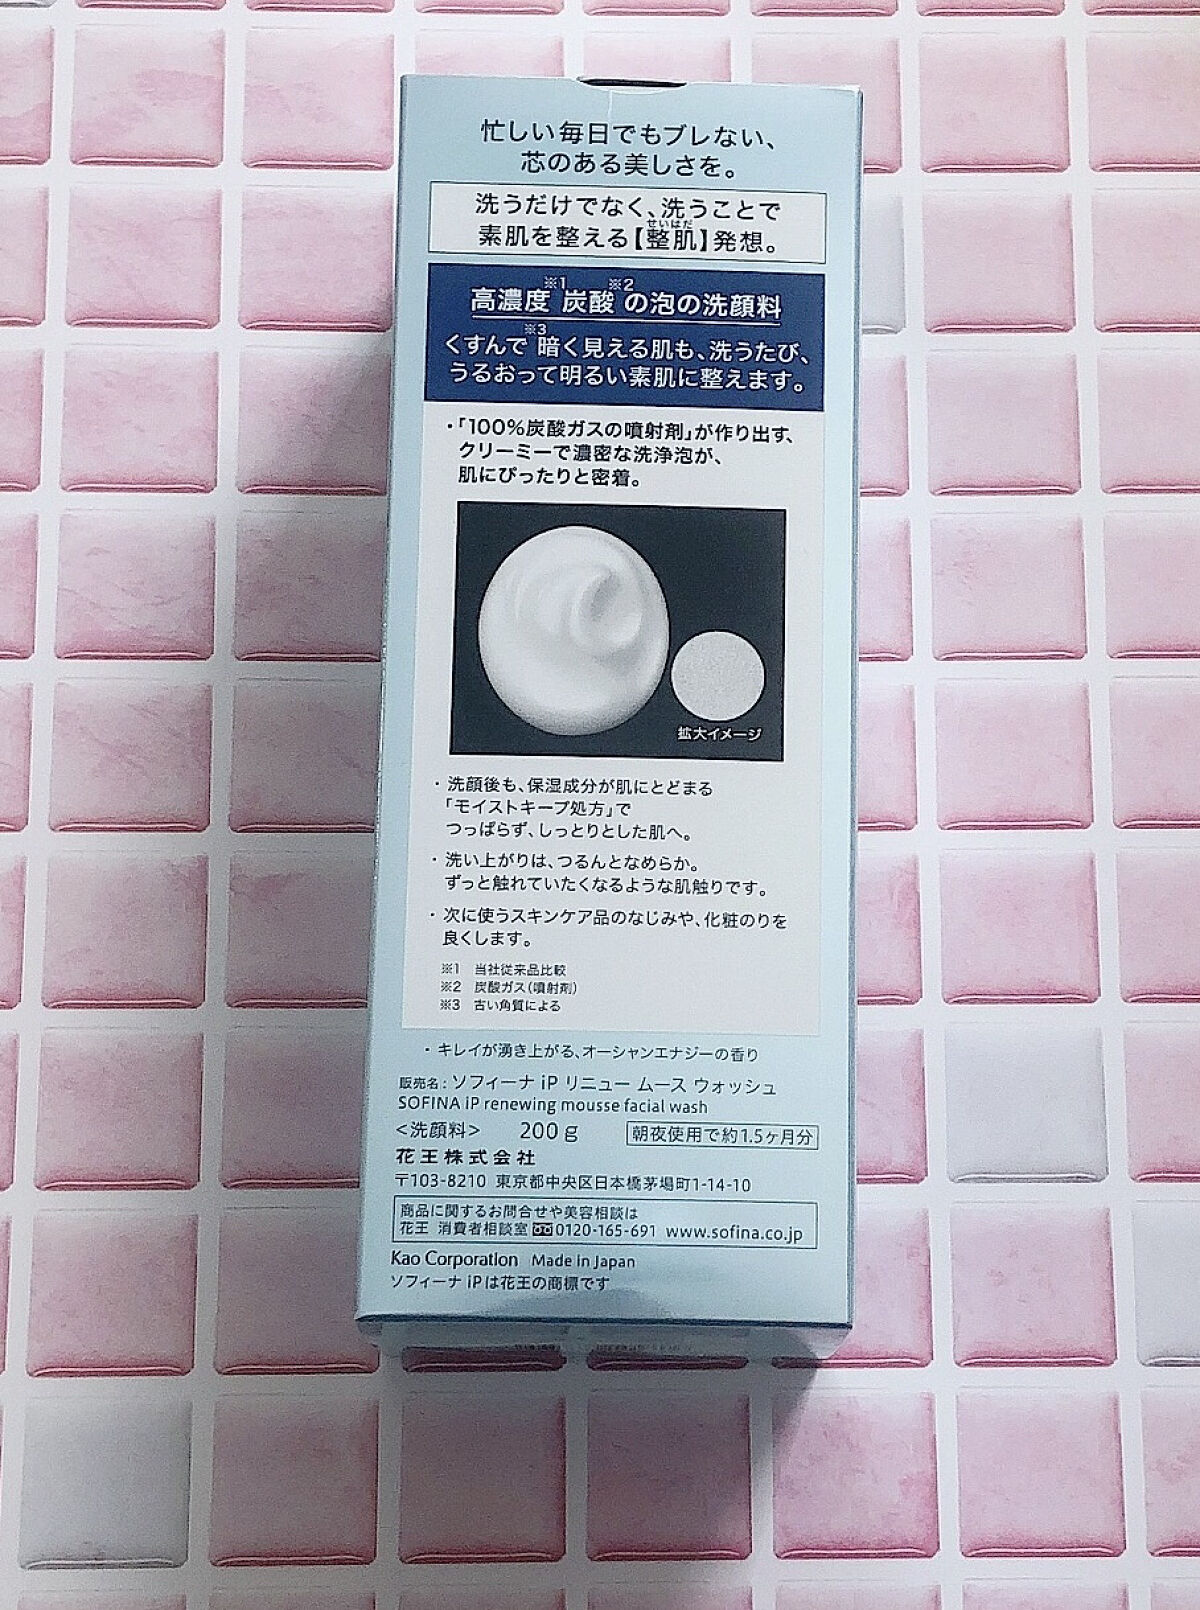 忙しい毎日でもブレない、
芯のある美しさを。
洗うだけでなく、洗うことで
素肌を整える【整肌】発想。
せいはだ
高濃度※1炭酸※2の泡の洗顔料
くすんで※3暗く見える肌も、洗うたび、
うるおって明るい素肌に整えます。
・「100%炭酸ガスの噴射剤」が作り出す、
クリーミーで濃密な洗浄泡が、
肌にぴったりと密着。
拡大イメージ
・洗顔後も、保湿成分が肌にとどまる
「モイストキープ処方」で
つっぱらず、しっとりとした肌へ。
・洗い上がりは、つるんとなめらか。
ずっと触れていたくなるような肌触りです。
・次に使うスキンケア品のなじみや、化粧のりを
良くします。
※1 当社従来品比較
※2 炭酸ガス(噴射剤)
※3 古い角質による
・キレイが湧き上がる、オーシャンエナジーの香り
販売名：ソフィーナ iP リニュー ムース ウォッシュ
SOFINA iP renewing mousse facial wash
<洗顔料> 200g 朝夜使用で約1.5ヶ月分
花王株式会社
〒103-8210 東京都中央区日本橋茅場町1-14-10
商品に関するお問合せや美容相談は
花王 消費者相談室 0120-165-691 www.sofina.co.jp
Kao Corporation Made in Japan
ソフィーナ iPは花王の商標です